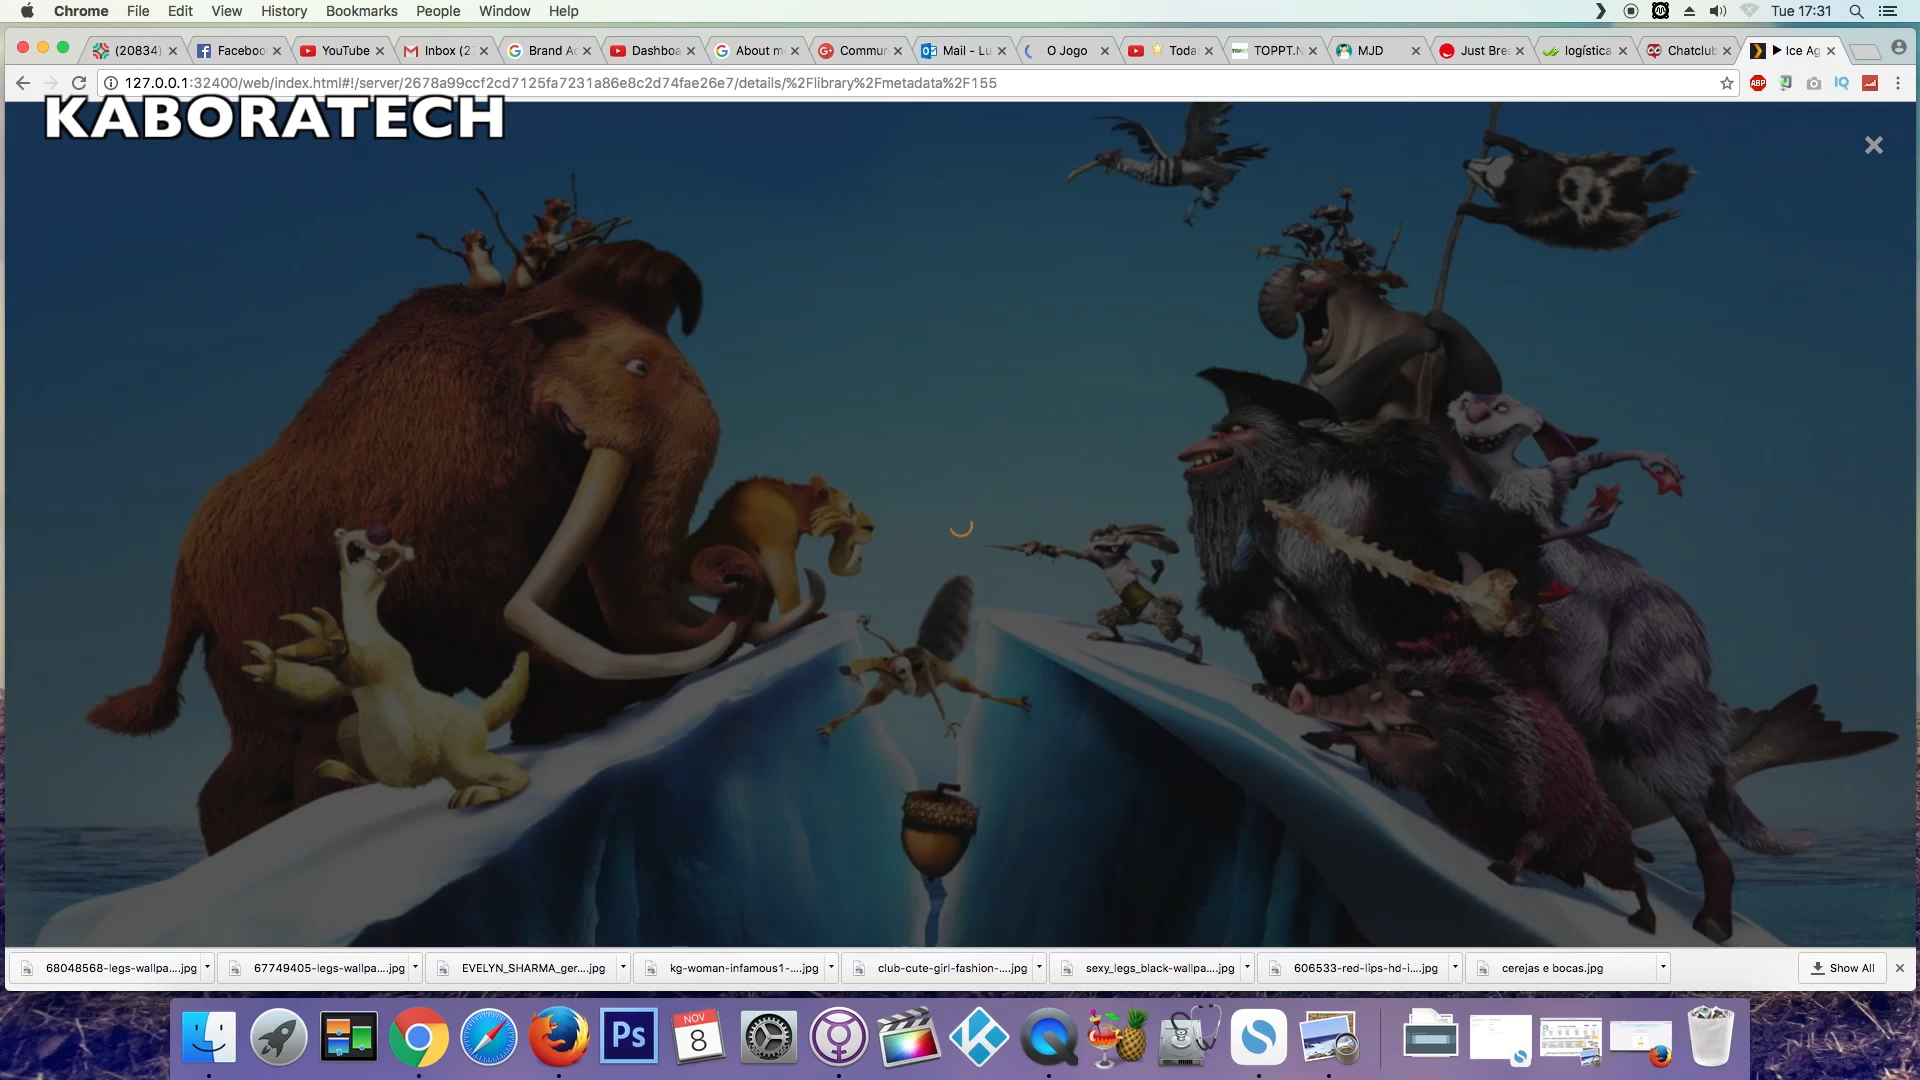 Chrome File Edit View History Bookmarks People Window Help Tue 17:31
(20834) Faceboo YouTube Inbox (2 Brand Ac Dashboa About m Commun Mail - Lu O Jogo Toda TOPPT.N MJD Just Bre logística Chatclub Ice Ag
127.0.0.1:32400/web/index.html#!/server/2678a99ccf2cd7125fa7231a86e8c2d74fae26e7/details/%2Flibrary%2Fmetadata%2F155 ABP IQ
KABORATECH
68048568-legs-wallpa....jpg 67749405-legs-wallpa....jpg EVELYN_SHARMA_ger....jpg kg-woman-infamous1-....jpg club-cute-girl-fashion-....jpg sexy_legs_black-wallpa....jpg 606533-red-lips-hd-i....jpg cerejas e bocas.jpg Show All
Ps NOV
8